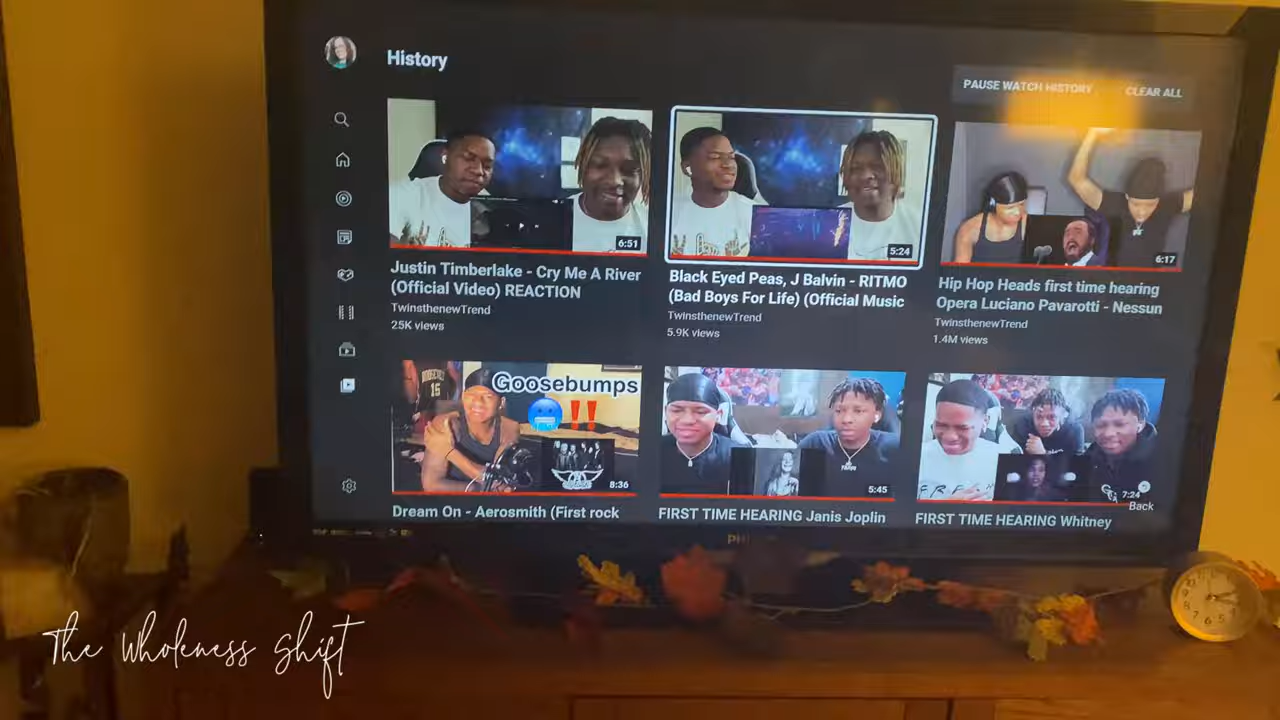 History
PAUSE WATCH HISTORY
CLEAR ALL
6:51
5:24
6:17
Justin Timberlake - Cry Me A River
(Official Video) REACTION
TwinsthenewTrend
25K views
Black Eyed Peas, J Balvin - RITMO
(Bad Boys For Life) (Official Music
TwinsthenewTrend
5.9K views
Hip Hop Heads first time hearing
Opera Luciano Pavarotti - Nessun
TwinsthenewTrend
1.4M views
15
Goosebumps
8:36
5:45
7:24
Back
Dream On - Aerosmith (First rock
FIRST TIME HEARING Janis Joplin
FIRST TIME HEARING Whitney
The Wholeness Shift